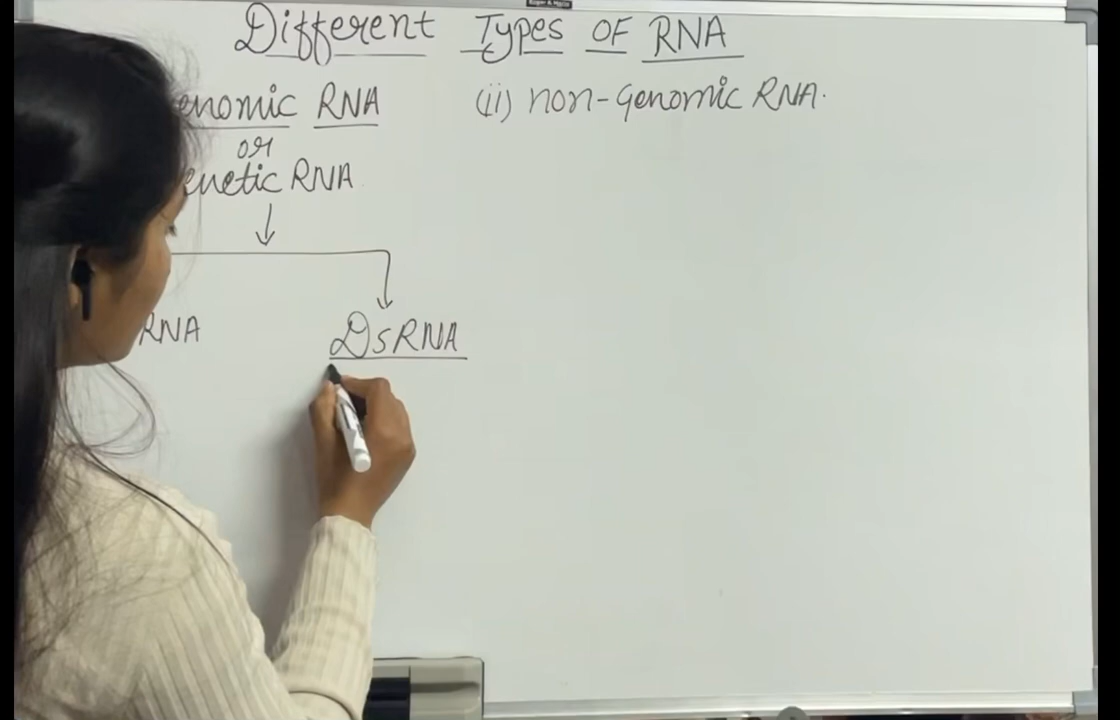 Different Types OF RNA
enomic RNA
or
enetic RNA
(ii) non-Genomic RNA.
RNA
DsRNA